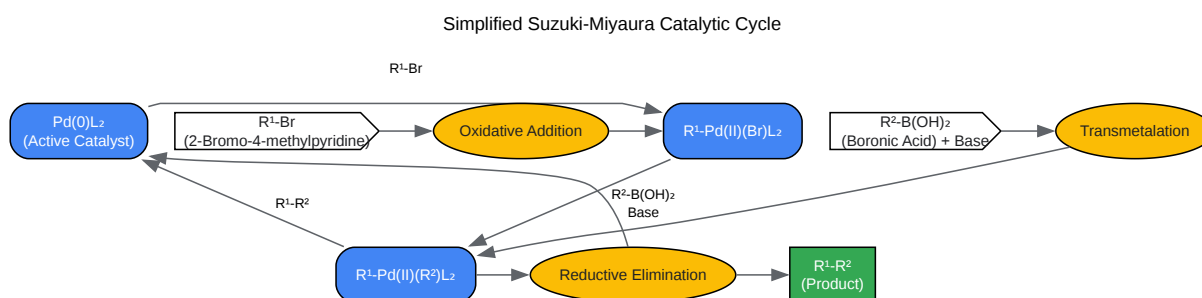 Simplified Suzuki-Miyaura Catalytic Cycle
R¹-Br
Pd(0)L₂
(Active Catalyst)
R¹-Br
(2-Bromo-4-methylpyridine)
Oxidative Addition
R¹-Pd(II)(Br)L₂
R²-B(OH)₂
(Boronic Acid) + Base
Transmetalation
R¹-R²
R²-B(OH)₂
Base
R¹-Pd(II)(R²)L₂
Reductive Elimination
R¹-R²
(Product)